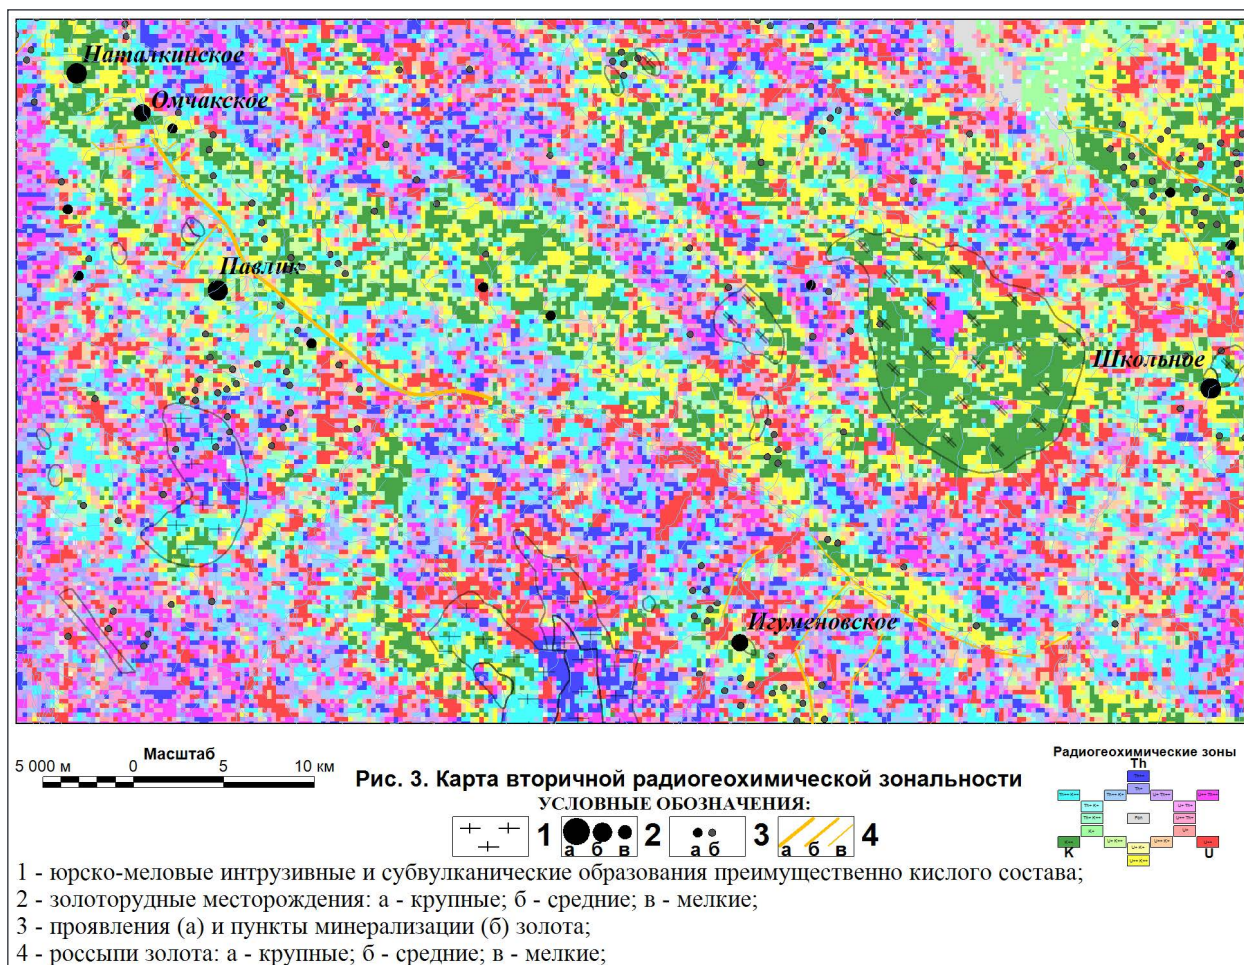 Наталкинское
Омчакское
Павлик
Школьное
Игуменовское
Масштаб
5 000 м 0 5 10 км
Рис. 3. Карта вторичной радиогеохимической зональности
УСЛОВНЫЕ ОБОЗНАЧЕНИЯ:
1 а б в 2 а б 3 а б в 4
Радиогеохимические зоны
Th
K U
1 - юрско-меловые интрузивные и субвулканические образования преимущественно кислого состава;
2 - золоторудные месторождения: а - крупные; б - средние; в - мелкие;
3 - проявления (а) и пункты минерализации (б) золота;
4 - россыпи золота: а - крупные; б - средние; в - мелкие;